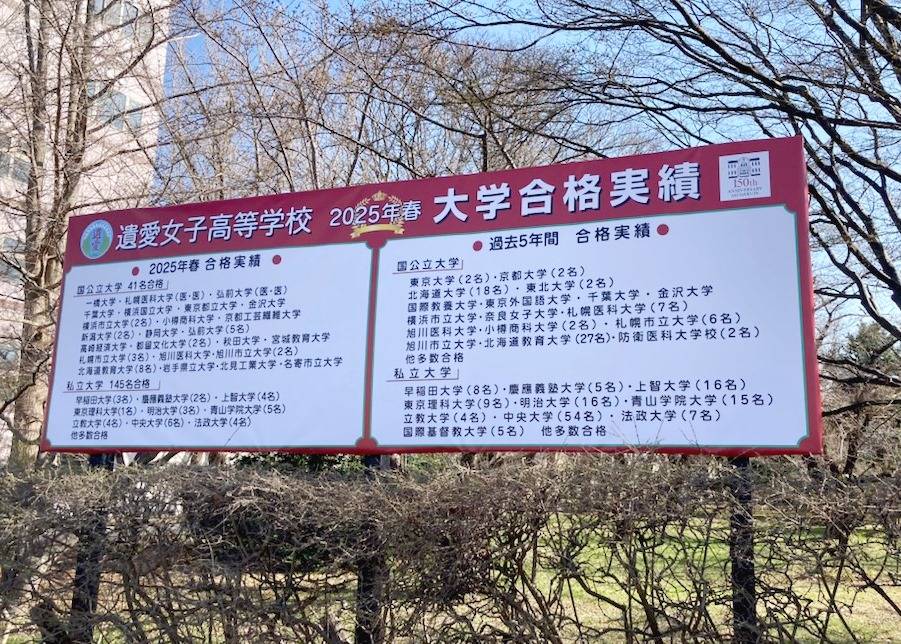 遺愛女子高等学校 2025年春 大学合格実績
150th
ANNIVERSARY
● 2025年春 合格実績 ●
国公立大学 41名合格
一橋大学・札幌医科大学(医・医)・弘前大学(医・医)
千葉大学・横浜国立大学・東京都立大学・金沢大学
横浜市立大学(2名)・小樽商科大学・京都工芸繊維大学
新潟大学(2名)・静岡大学・弘前大学(5名)
高崎経済大学・都留文化大学(2名)・秋田大学・宮城教育大学
札幌市立大学(3名)・旭川医科大学・旭川市立大学(2名)
北海道教育大学(8名)・岩手県立大学・北見工業大学・名寄市立大学
私立大学 145名合格
早稲田大学(3名)・慶應義塾大学(2名)・上智大学(4名)
東京理科大学(1名)・明治大学(3名)・青山学院大学(5名)
立教大学(4名)・中央大学(6名)・法政大学(4名)
他多数合格
● 過去5年間 合格実績 ●
国公立大学
東京大学(2名)・京都大学(2名)
北海道大学(18名)・東北大学(2名)
国際教養大学・東京外国語大学・千葉大学・金沢大学
横浜市立大学・奈良女子大学・札幌医科大学(7名)
旭川医科大学・小樽商科大学(2名)・札幌市立大学(6名)
旭川市立大学・北海道教育大学(27名)・防衛医科大学校(2名)
他多数合格
私立大学
早稲田大学(8名)・慶應義塾大学(5名)・上智大学(16名)
東京理科大学(9名)・明治大学(16名)・青山学院大学(15名)
立教大学(4名)・中央大学(54名)・法政大学(7名)
国際基督教大学(5名) 他多数合格